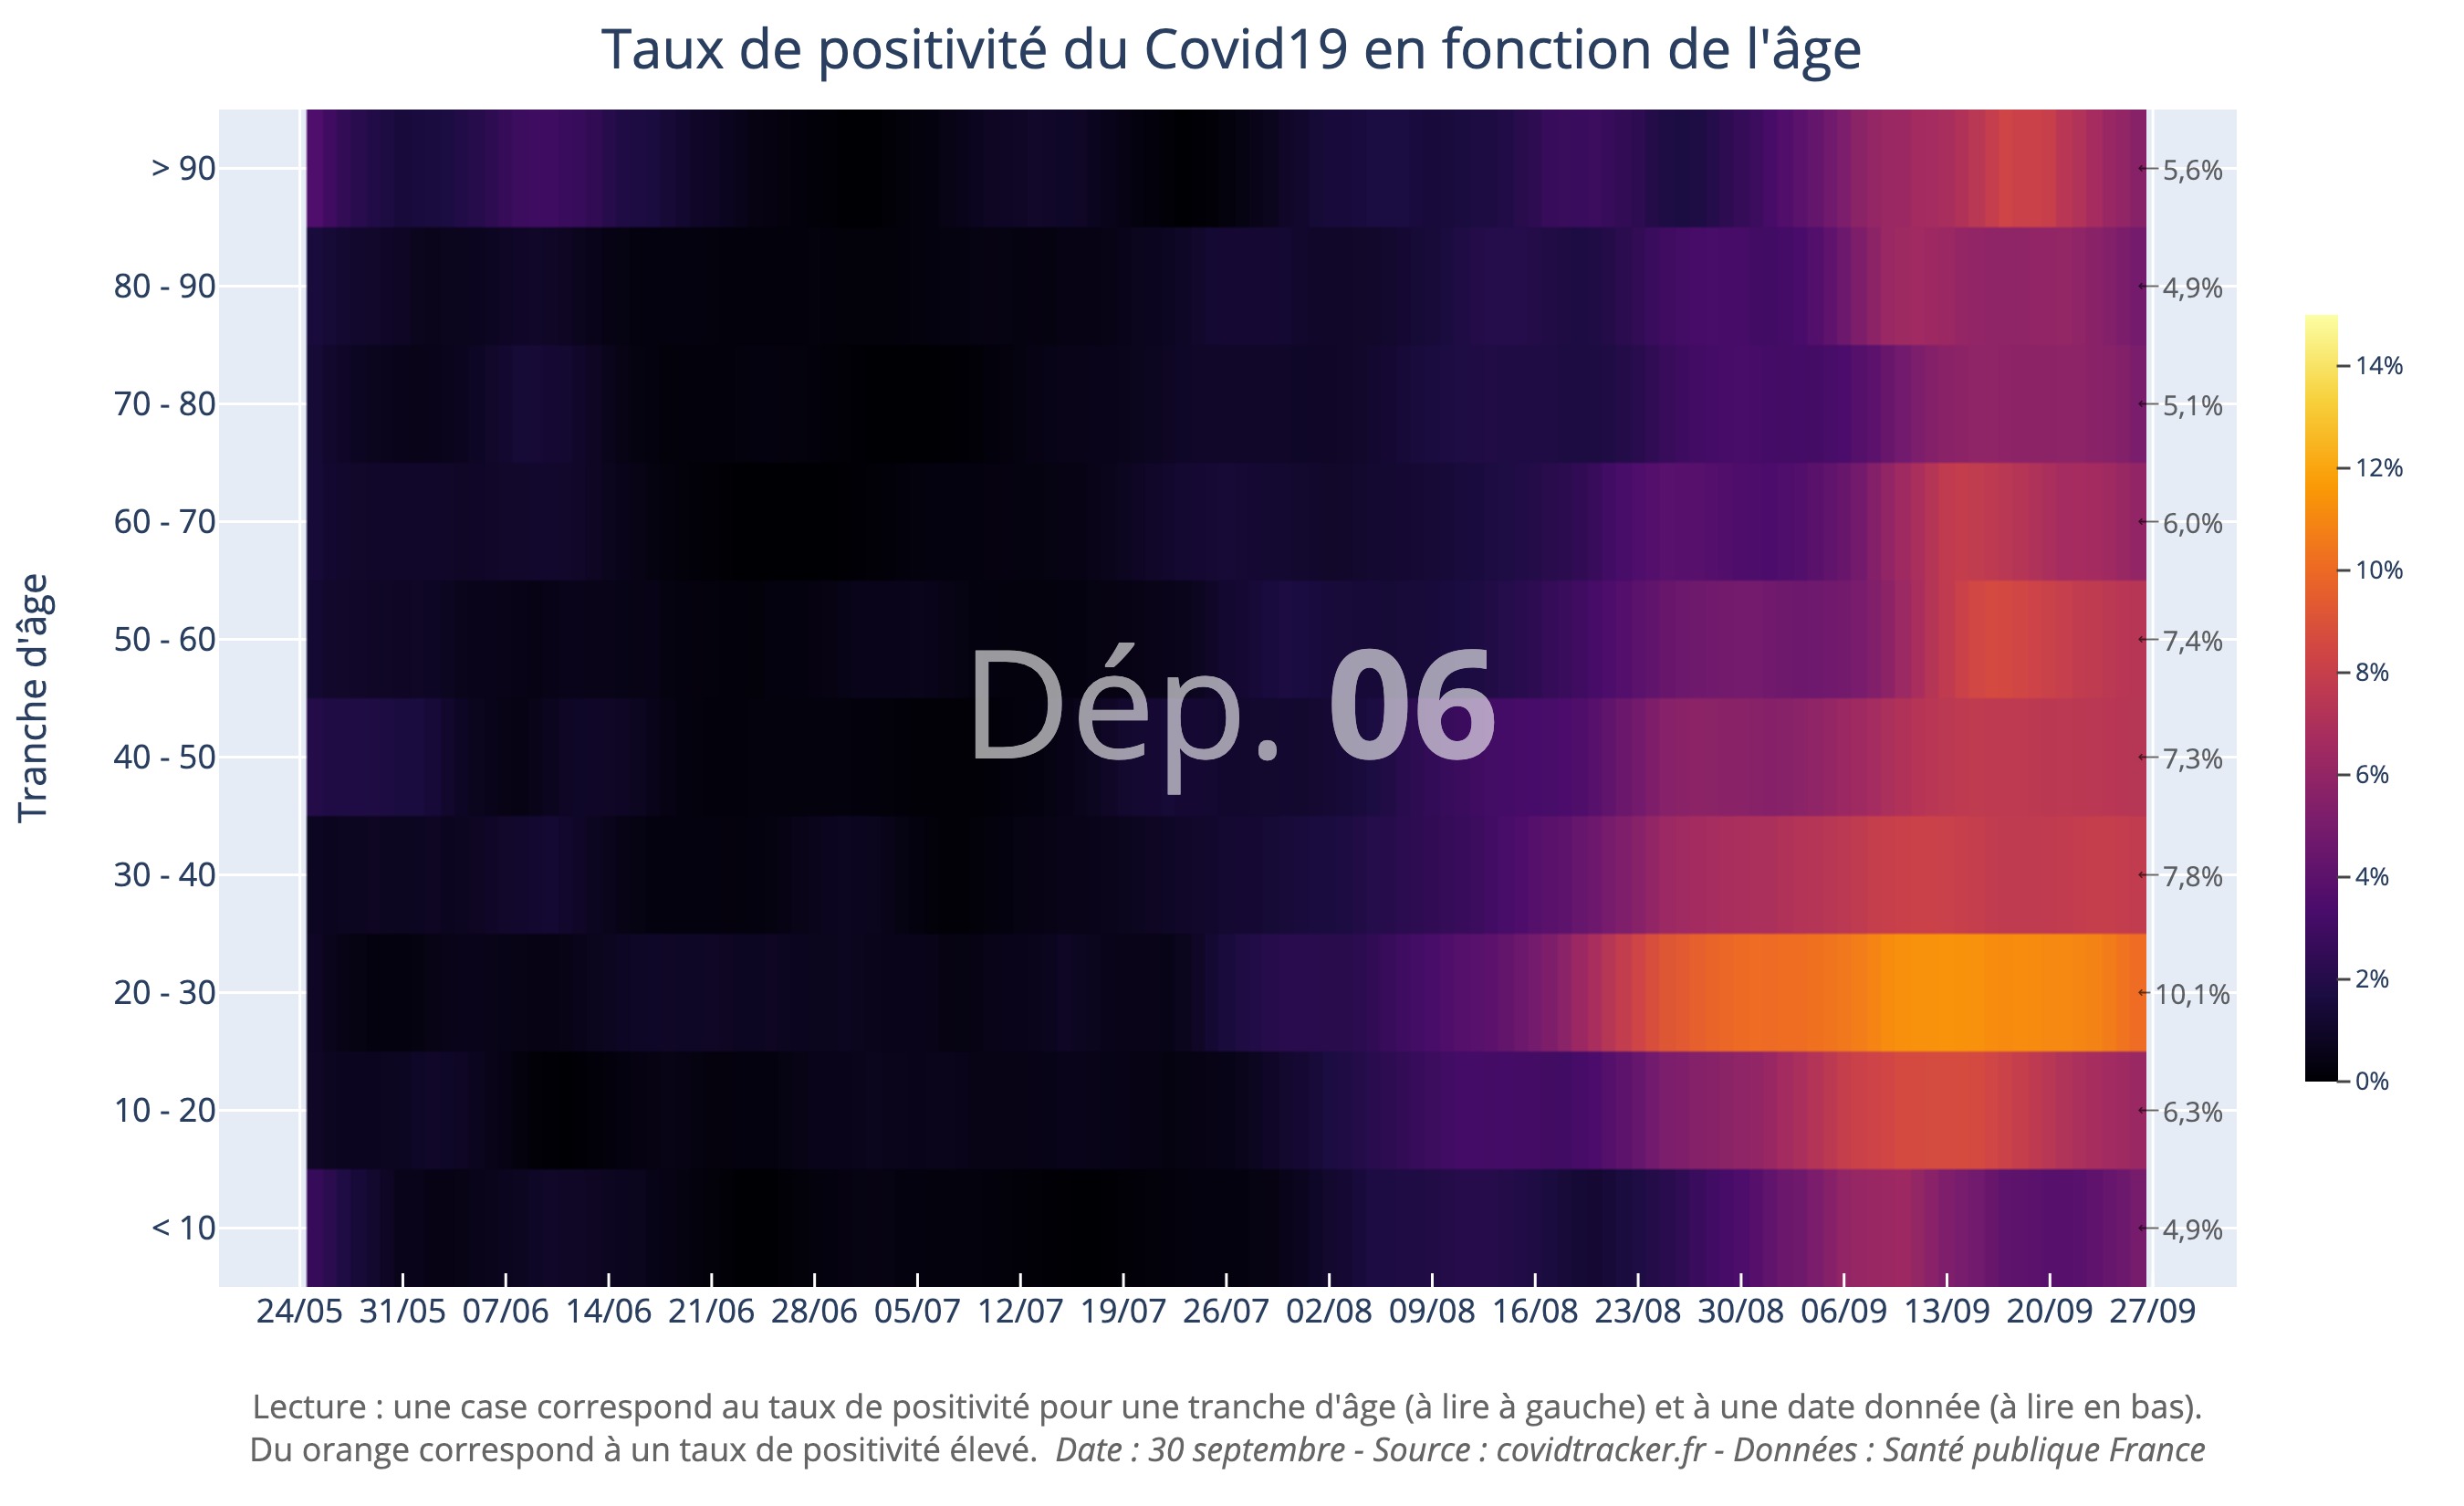 Taux de positivité du Covid19 en fonction de l'âge
Tranche d'âge
> 90
80 - 90
70 - 80
60 - 70
50 - 60
40 - 50
30 - 40
20 - 30
10 - 20
< 10
Dép. 06
5,6%
4,9%
5,1%
6,0%
7,4%
7,3%
7,8%
10,1%
6,3%
4,9%
14%
12%
10%
8%
6%
4%
2%
0%
24/05 31/05 07/06 14/06 21/06 28/06 05/07 12/07 19/07 26/07 02/08 09/08 16/08 23/08 30/08 06/09 13/09 20/09 27/09
Lecture : une case correspond au taux de positivité pour une tranche d'âge (à lire à gauche) et à une date donnée (à lire en bas).
Du orange correspond à un taux de positivité élevé. Date : 30 septembre - Source : covidtracker.fr - Données : Santé publique France